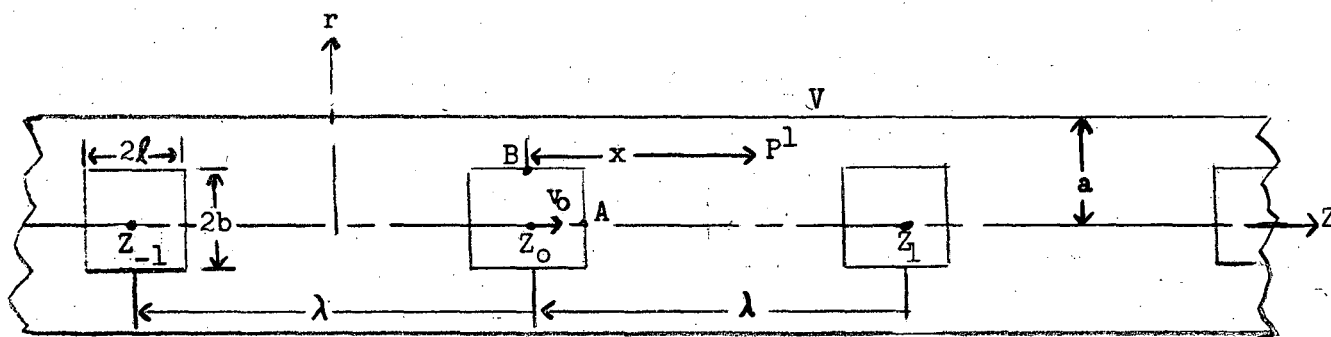 r
V
2ℓ
B x P¹
2b v₀ A a
Z₋₁ Z₀ Z₁ Z
λ λ